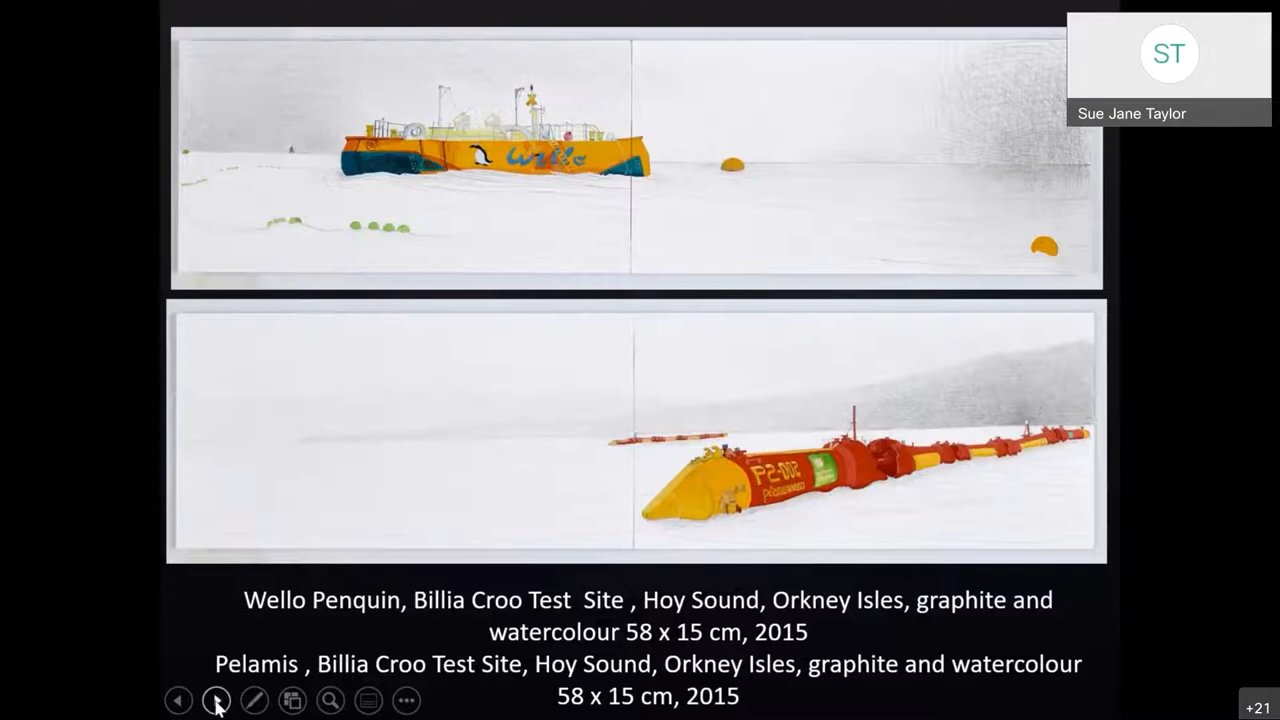 ST
Sue Jane Taylor
Wello
P2-002
Wello Penquin, Billia Croo Test Site , Hoy Sound, Orkney Isles, graphite and
watercolour 58 x 15 cm, 2015
Pelamis , Billia Croo Test Site, Hoy Sound, Orkney Isles, graphite and watercolour
58 x 15 cm, 2015
+21